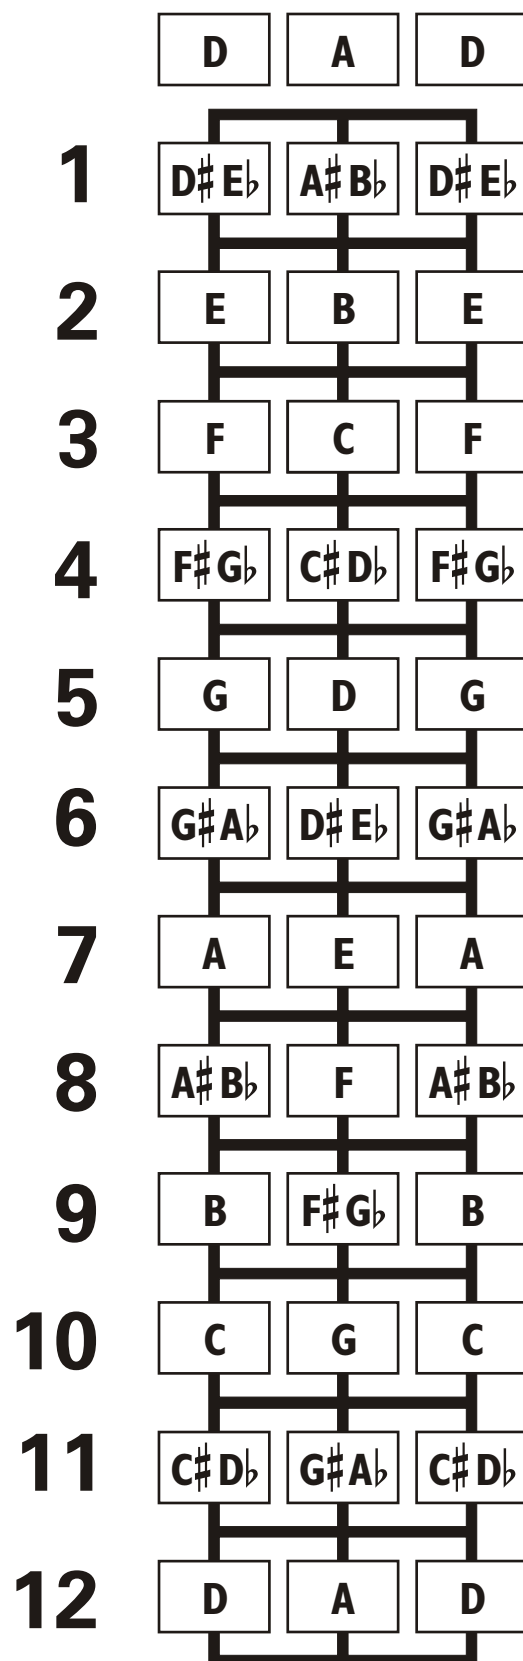 D A D
1 D♯E♭ A♯B♭ D♯E♭
2 E B E
3 F C F
4 F♯G♭ C♯D♭ F♯G♭
5 G D G
6 G♯A♭ D♯E♭ G♯A♭
7 A E A
8 A♯B♭ F A♯B♭
9 B F♯G♭ B
10 C G C
11 C♯D♭ G♯A♭ C♯D♭
12 D A D